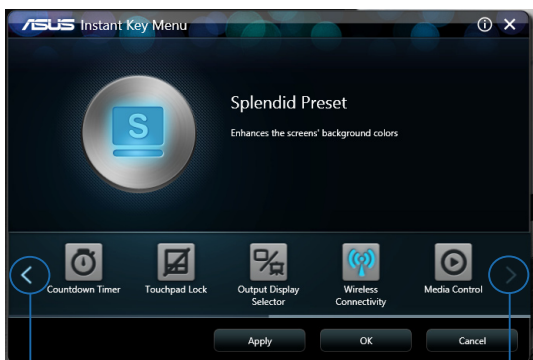 ASUS Instant Key Menu
S
Splendid Preset
Enhances the screens' background colors
Countdown Timer
Touchpad Lock
Output Display
Selector
Wireless
Connectivity
Media Control
Apply
OK
Cancel